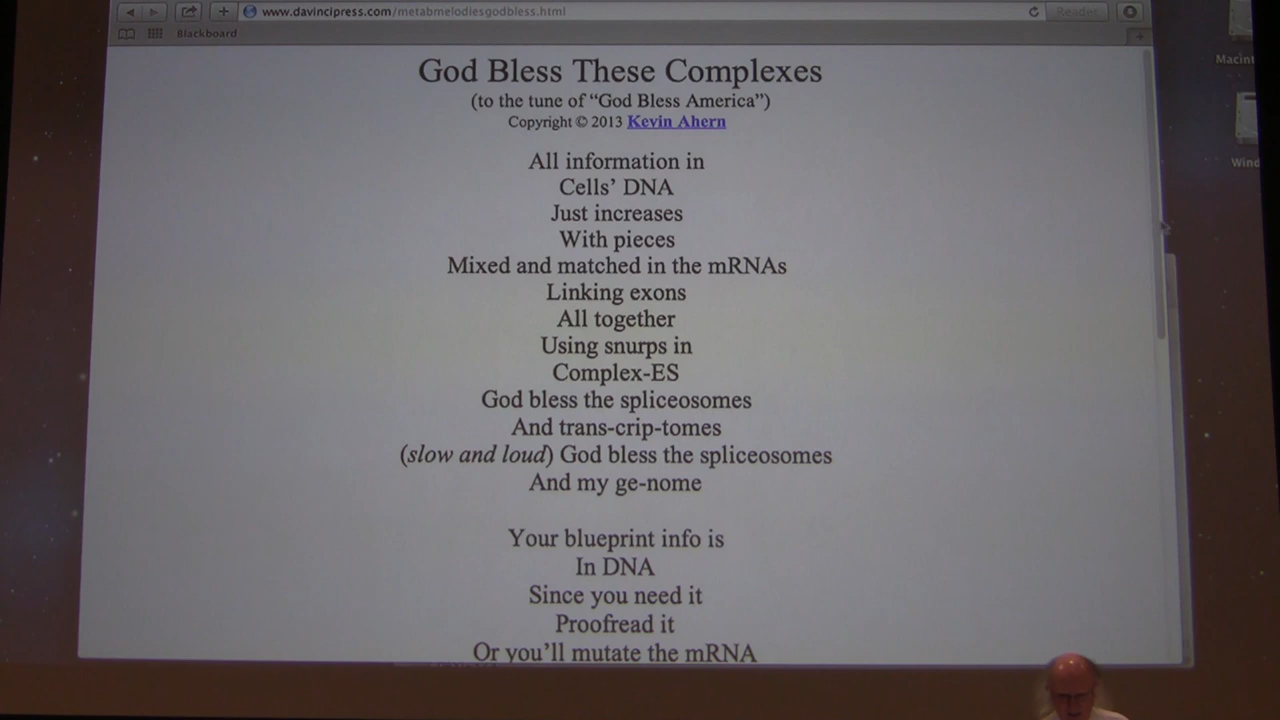 www.davincipress.com/metabmelodiesgodbless.html
Reader
Blackboard
God Bless These Complexes
(to the tune of “God Bless America”)
Copyright © 2013 Kevin Ahern
All information in
Cells’ DNA
Just increases
With pieces
Mixed and matched in the mRNAs
Linking exons
All together
Using snurps in
Complex-ES
God bless the spliceosomes
And trans-crip-tomes
(slow and loud) God bless the spliceosomes
And my ge-nome
Your blueprint info is
In DNA
Since you need it
Proofread it
Or you’ll mutate the mRNA
Macint
Wind